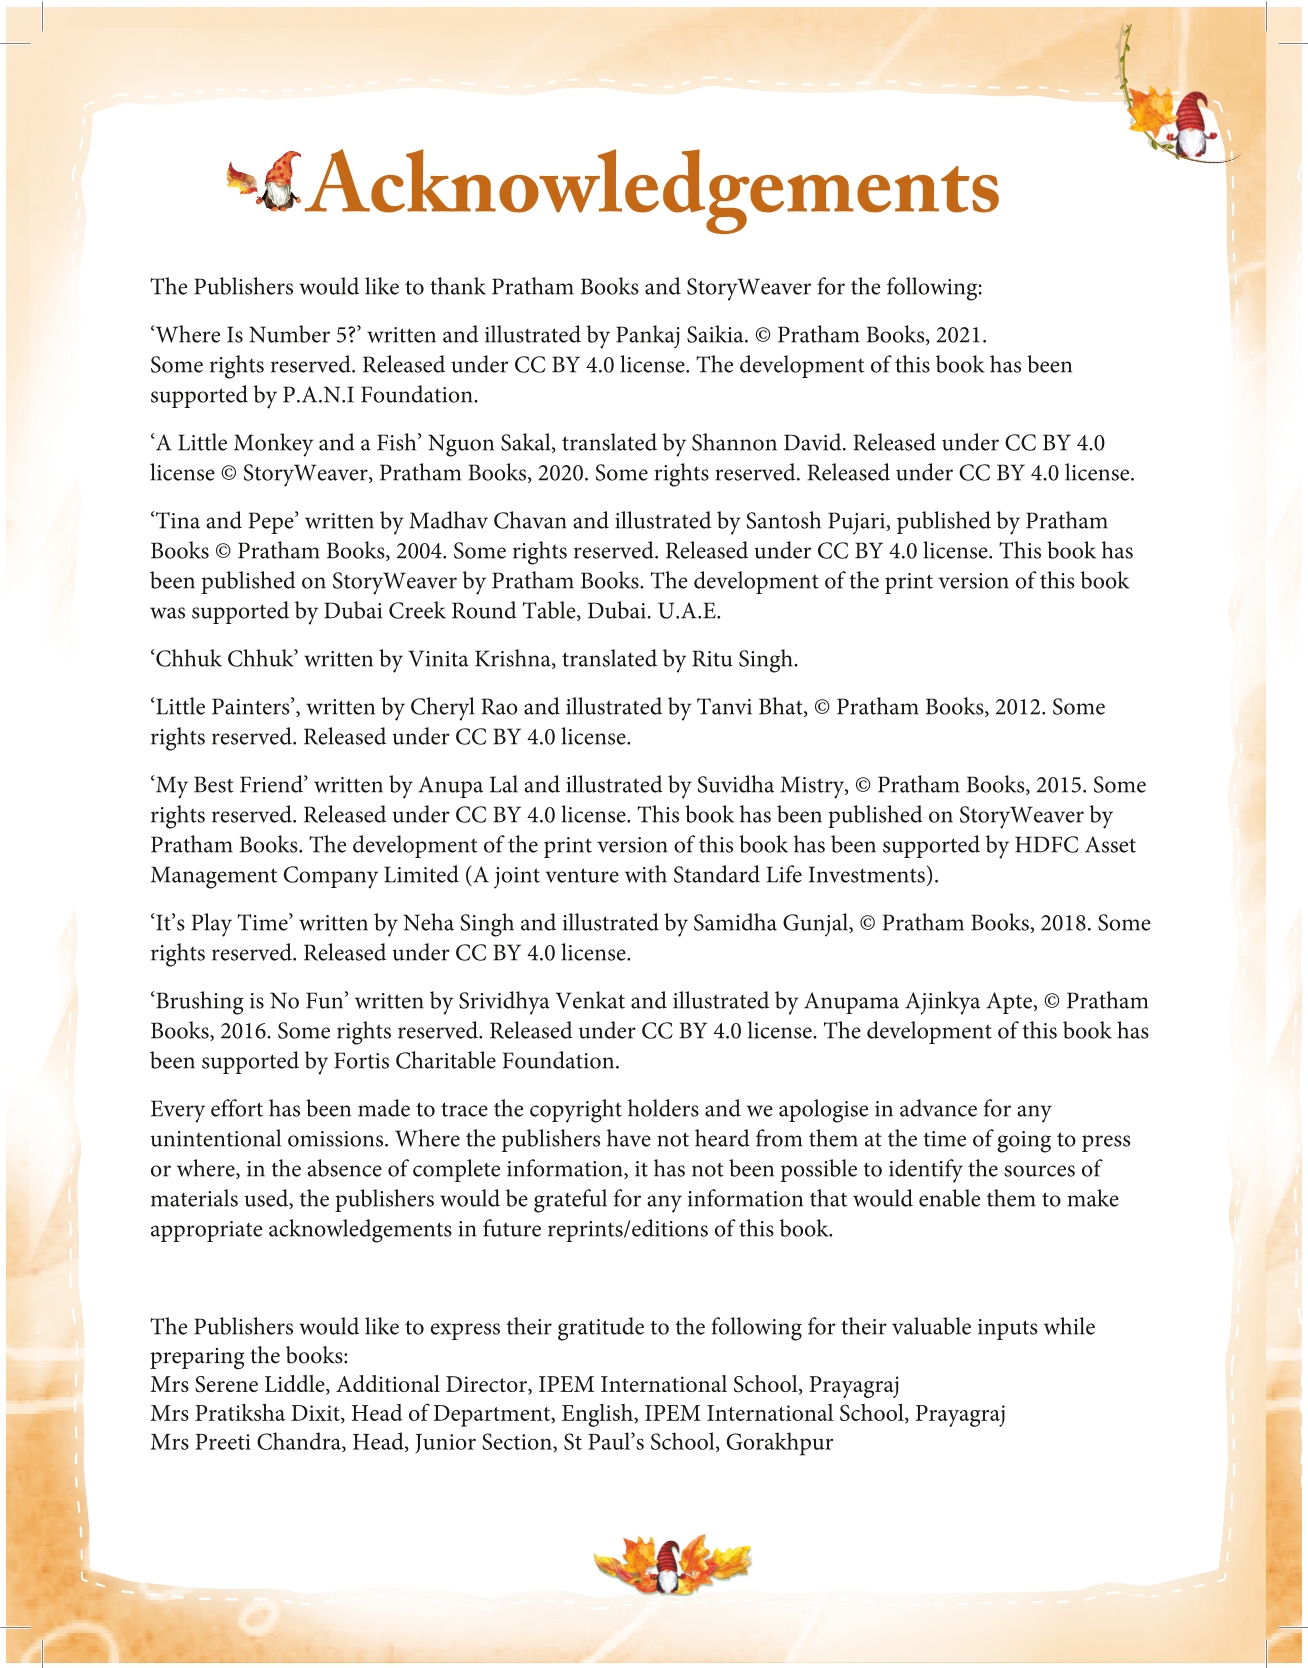 Acknowledgements
The Publishers would like to thank Pratham Books and StoryWeaver for the following:
‘Where Is Number 5?’ written and illustrated by Pankaj Saikia. © Pratham Books, 2021.
Some rights reserved. Released under CC BY 4.0 license. The development of this book has been
supported by P.A.N.I Foundation.
‘A Little Monkey and a Fish’ Nguon Sakal, translated by Shannon David. Released under CC BY 4.0
license © StoryWeaver, Pratham Books, 2020. Some rights reserved. Released under CC BY 4.0 license.
‘Tina and Pepe’ written by Madhav Chavan and illustrated by Santosh Pujari, published by Pratham
Books © Pratham Books, 2004. Some rights reserved. Released under CC BY 4.0 license. This book has
been published on StoryWeaver by Pratham Books. The development of the print version of this book
was supported by Dubai Creek Round Table, Dubai. U.A.E.
‘Chhuk Chhuk’ written by Vinita Krishna, translated by Ritu Singh.
‘Little Painters’, written by Cheryl Rao and illustrated by Tanvi Bhat, © Pratham Books, 2012. Some
rights reserved. Released under CC BY 4.0 license.
‘My Best Friend’ written by Anupa Lal and illustrated by Suvidha Mistry, © Pratham Books, 2015. Some
rights reserved. Released under CC BY 4.0 license. This book has been published on StoryWeaver by
Pratham Books. The development of the print version of this book has been supported by HDFC Asset
Management Company Limited (A joint venture with Standard Life Investments).
‘It’s Play Time’ written by Neha Singh and illustrated by Samidha Gunjal, © Pratham Books, 2018. Some
rights reserved. Released under CC BY 4.0 license.
‘Brushing is No Fun’ written by Srividhya Venkat and illustrated by Anupama Ajinkya Apte, © Pratham
Books, 2016. Some rights reserved. Released under CC BY 4.0 license. The development of this book has
been supported by Fortis Charitable Foundation.
Every effort has been made to trace the copyright holders and we apologise in advance for any
unintentional omissions. Where the publishers have not heard from them at the time of going to press
or where, in the absence of complete information, it has not been possible to identify the sources of
materials used, the publishers would be grateful for any information that would enable them to make
appropriate acknowledgements in future reprints/editions of this book.
The Publishers would like to express their gratitude to the following for their valuable inputs while
preparing the books:
Mrs Serene Liddle, Additional Director, IPEM International School, Prayagraj
Mrs Pratiksha Dixit, Head of Department, English, IPEM International School, Prayagraj
Mrs Preeti Chandra, Head, Junior Section, St Paul’s School, Gorakhpur